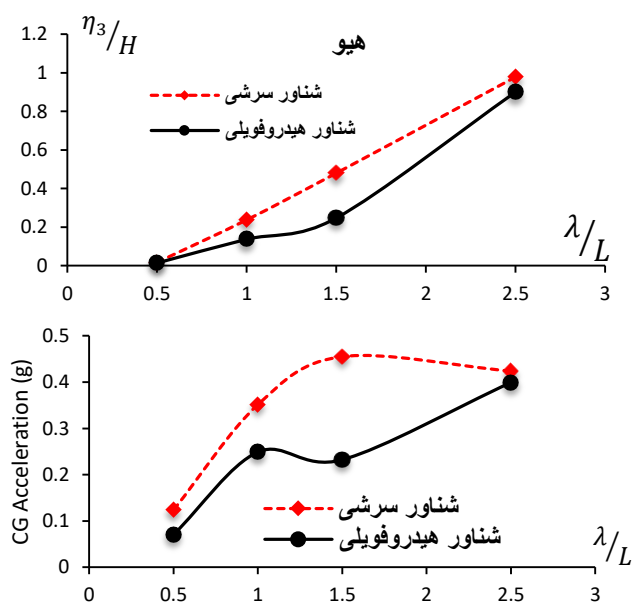 η₃/H
هیو
1.2
1
0.8
0.6
0.4
0.2
0
شناور سرشی
شناور هیدروفویلی
λ/L
0 0.5 1 1.5 2 2.5 3
CG Acceleration (g)
0.5
0.4
0.3
0.2
0.1
0
شناور سرشی
شناور هیدروفویلی
λ/L
0 0.5 1 1.5 2 2.5 3